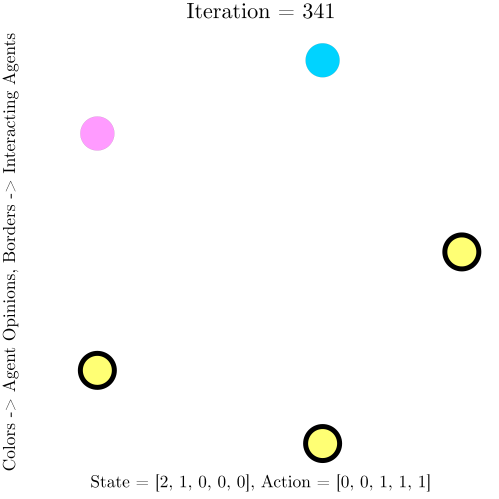 Iteration = 341
Colors -> Agent Opinions, Borders -> Interacting Agents
State = [2, 1, 0, 0, 0], Action = [0, 0, 1, 1, 1]